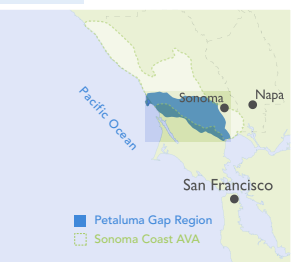 Sonoma
Napa
Pacific Ocean
San Francisco
Petaluma Gap Region
Sonoma Coast AVA